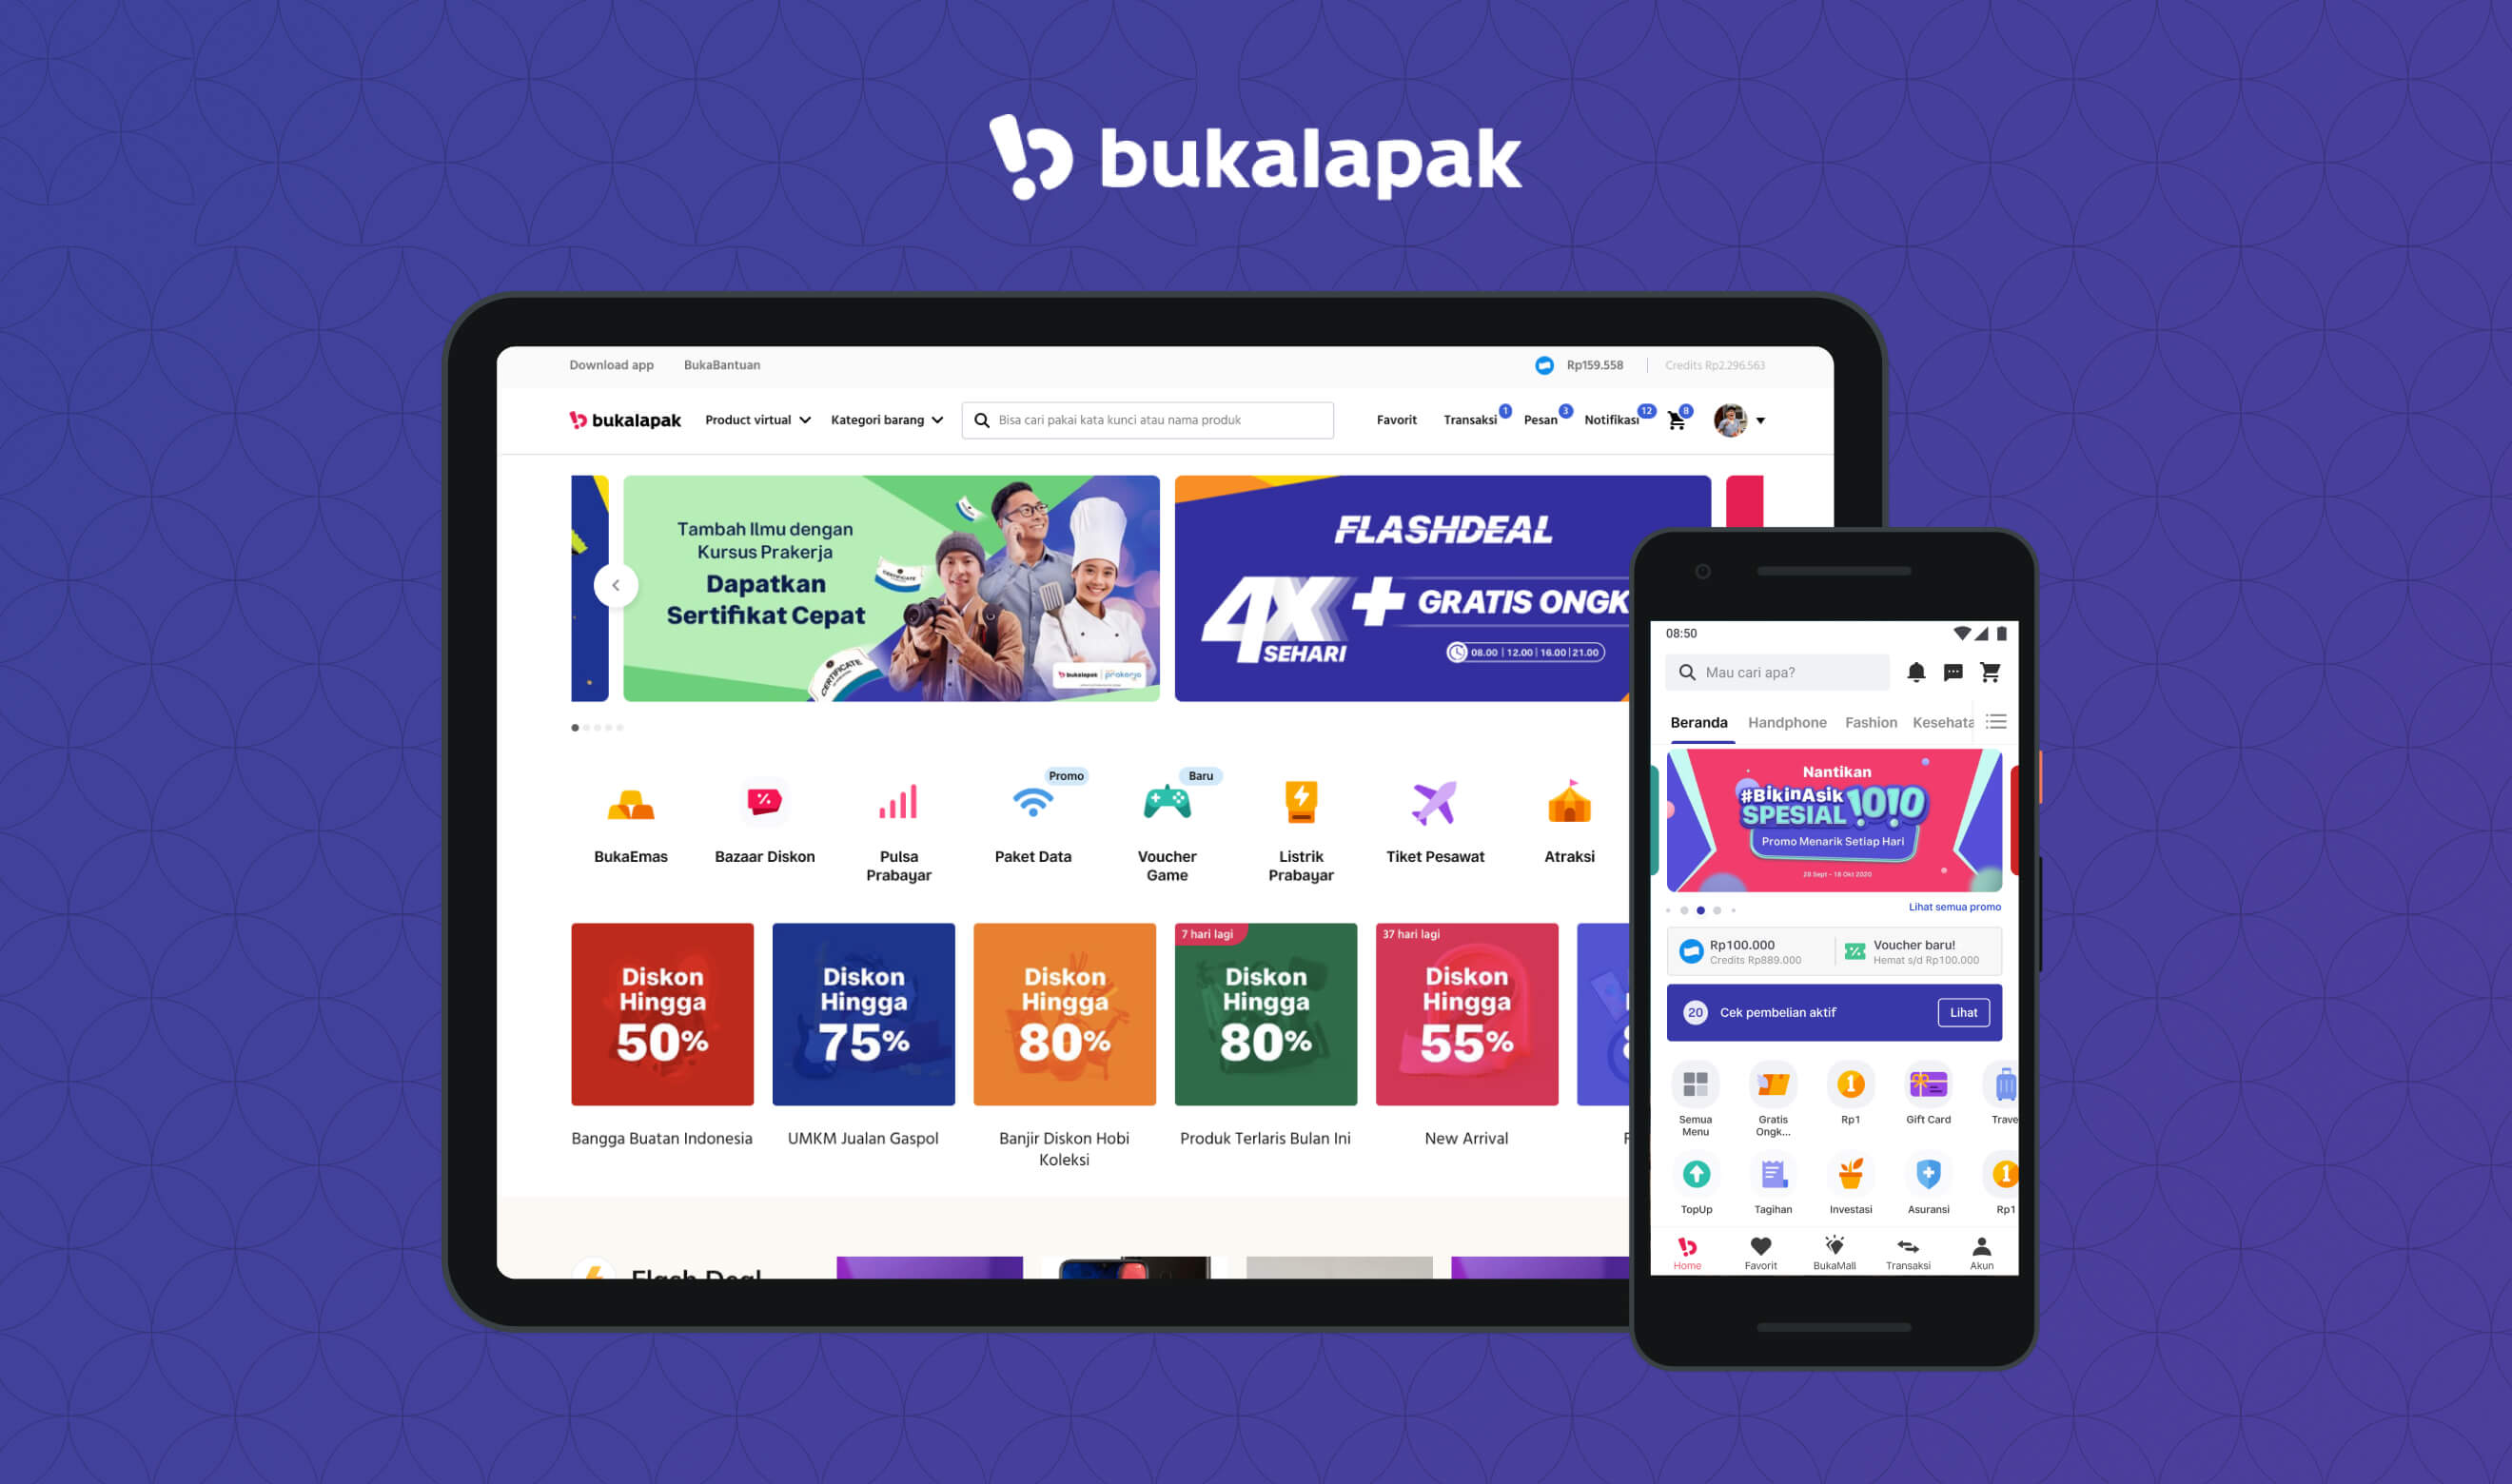 bukalapak
Download app
BukaBantuan
Rp159.558
Credits Rp2.296.563
bukalapak
Product virtual
Kategori barang
Bisa cari pakai kata kunci atau nama produk
Favorit
Transaksi
1
Pesan
3
Notifikasi
12
8
Tambah Ilmu dengan
Kursus Prakerja
Dapatkan
Sertifikat Cepat
CERTIFICATE
CERTIFICATE
bukalapak
prakerja
FLASHDEAL
4X
SEHARI
+ GRATIS ONGK
08.00 | 12.00 | 16.00 | 21.00
Promo
Baru
BukaEmas
Bazaar Diskon
Pulsa
Prabayar
Paket Data
Voucher
Game
Listrik
Prabayar
Tiket Pesawat
Atraksi
Diskon
Hingga
50%
Diskon
Hingga
75%
Diskon
Hingga
80%
7 hari lagi
Diskon
Hingga
80%
37 hari lagi
Diskon
Hingga
55%
Bangga Buatan Indonesia
UMKM Jualan Gaspol
Banjir Diskon Hobi
Koleksi
Produk Terlaris Bulan Ini
New Arrival
Flash Deal
08:50
Mau cari apa?
Beranda
Handphone
Fashion
Kesehata
Nantikan
#BikinAsik
SPESIAL 10!0
Promo Menarik Setiap Hari
28 Sept - 18 Okt 2020
Lihat semua promo
Rp100.000
Credits Rp889.000
Voucher baru!
Hemat s/d Rp100.000
20
Cek pembelian aktif
Lihat
Semua
Menu
Gratis
Ongk...
1
Rp1
Gift Card
Trave
TopUp
Tagihan
Investasi
Asuransi
1
Rp1
Home
Favorit
BukaMall
Transaksi
Akun